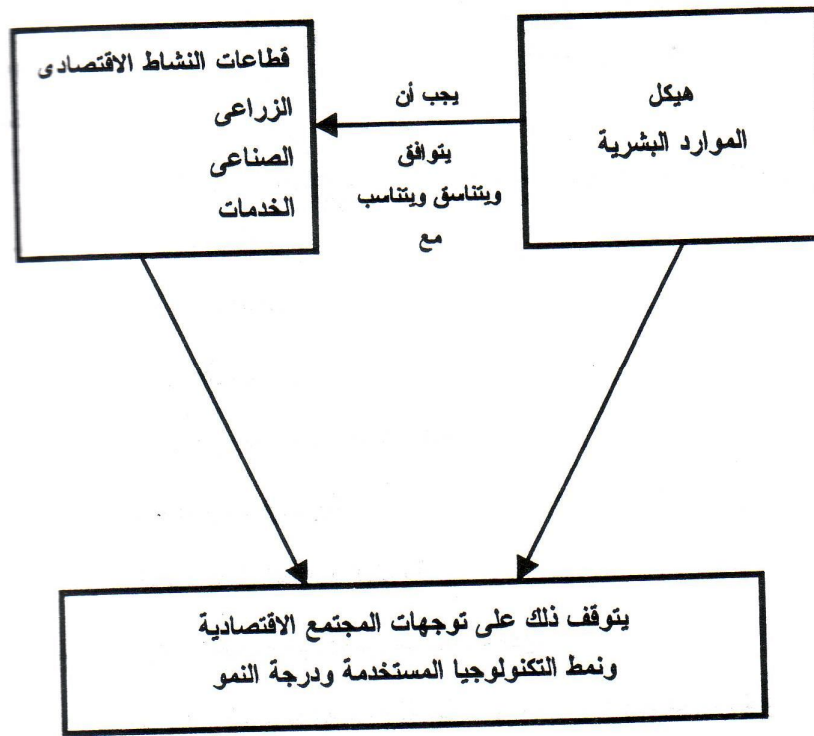 هيكل
الموارد البشرية
يجب أن
يتوافق
ويتناسق ويتناسب
مع
قطاعات النشاط الاقتصادى
الزراعى
الصناعى
الخدمات
يتوقف ذلك على توجهات المجتمع الاقتصادية
ونمط التكنولوجيا المستخدمة ودرجة النمو